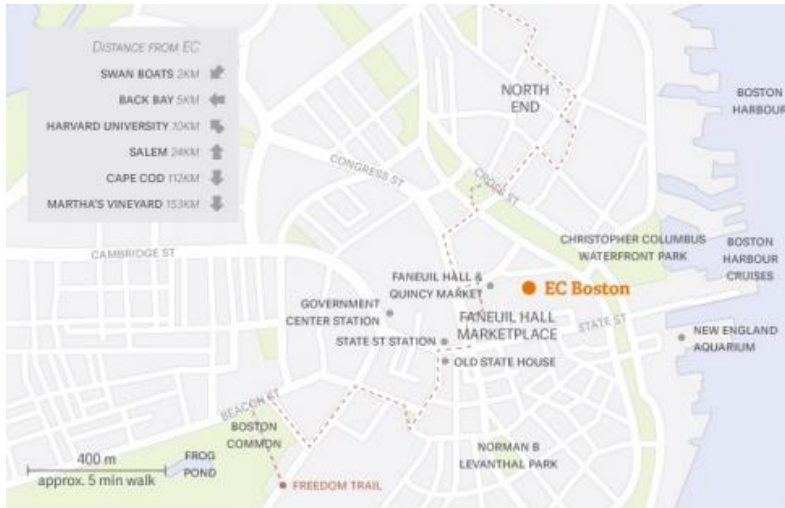 DISTANCE FROM EC
SWAN BOATS 2KM
BACK BAY 5KM
HARVARD UNIVERSITY 10KM
SALEM 24KM
CAPE COD 112KM
MARTHA'S VINEYARD 153KM
NORTH
END
BOSTON
HARBOUR
CONGRESS ST
CROSS ST
CAMBRIDGE ST
CHRISTOPHER COLUMBUS
WATERFRONT PARK
BOSTON
HARBOUR
CRUISES
FANEUIL HALL &
QUINCY MARKET
EC Boston
GOVERNMENT
CENTER STATION
FANEUIL HALL
MARKETPLACE
STATE ST
STATE ST STATION
NEW ENGLAND
AQUARIUM
OLD STATE HOUSE
BEACON ST
BOSTON
COMMON
NORMAN B
LEVANTHAL PARK
FROG
POND
400 m
approx. 5 min walk
FREEDOM TRAIL